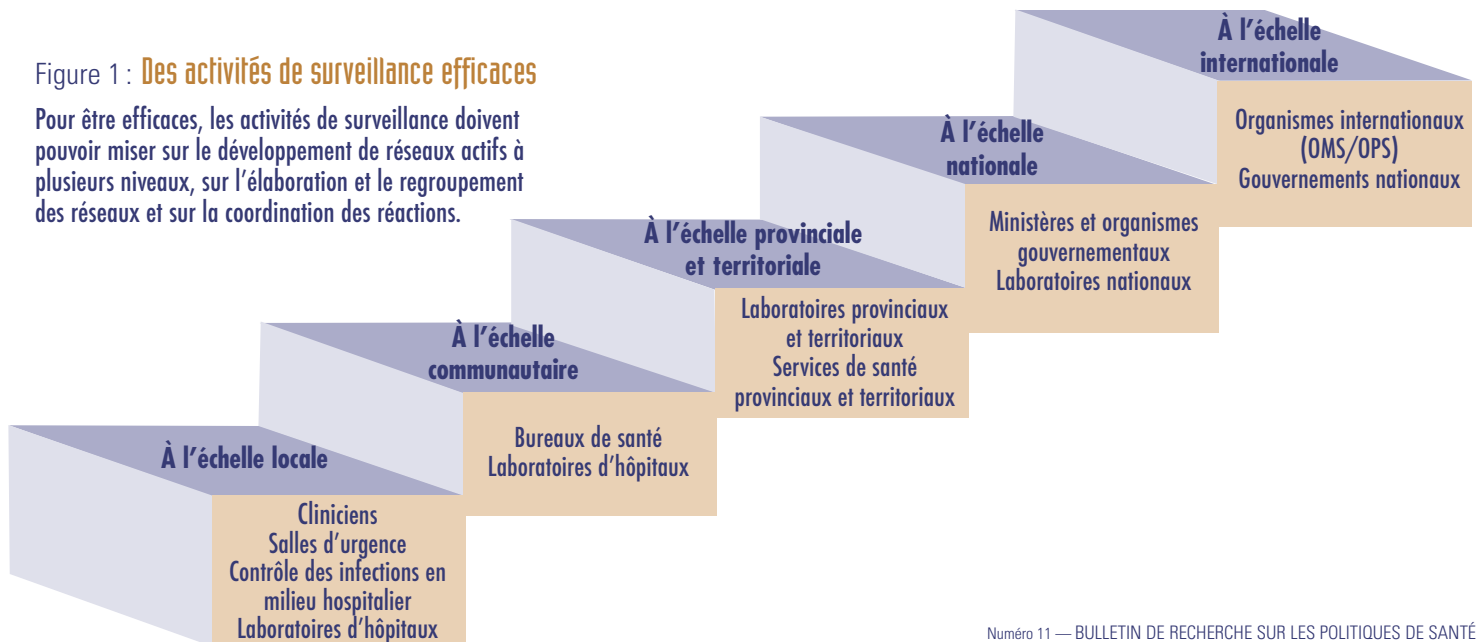 Figure 1 : Des activités de surveillance efficaces
Pour être efficaces, les activités de surveillance doivent
pouvoir miser sur le développement de réseaux actifs à
plusieurs niveaux, sur l'élaboration et le regroupement
des réseaux et sur la coordination des réactions.
À l'échelle locale
Cliniciens
Salles d'urgence
Contrôle des infections en
milieu hospitalier
Laboratoires d'hôpitaux
À l'échelle
communautaire
Bureaux de santé
Laboratoires d'hôpitaux
À l'échelle provinciale
et territoriale
Laboratoires provinciaux
et territoriaux
Services de santé
provinciaux et territoriaux
À l'échelle
nationale
Ministères et organismes
gouvernementaux
Laboratoires nationaux
À l'échelle
internationale
Organismes internationaux
(OMS/OPS)
Gouvernements nationaux
Numéro 11 — BULLETIN DE RECHERCHE SUR LES POLITIQUES DE SANTÉ